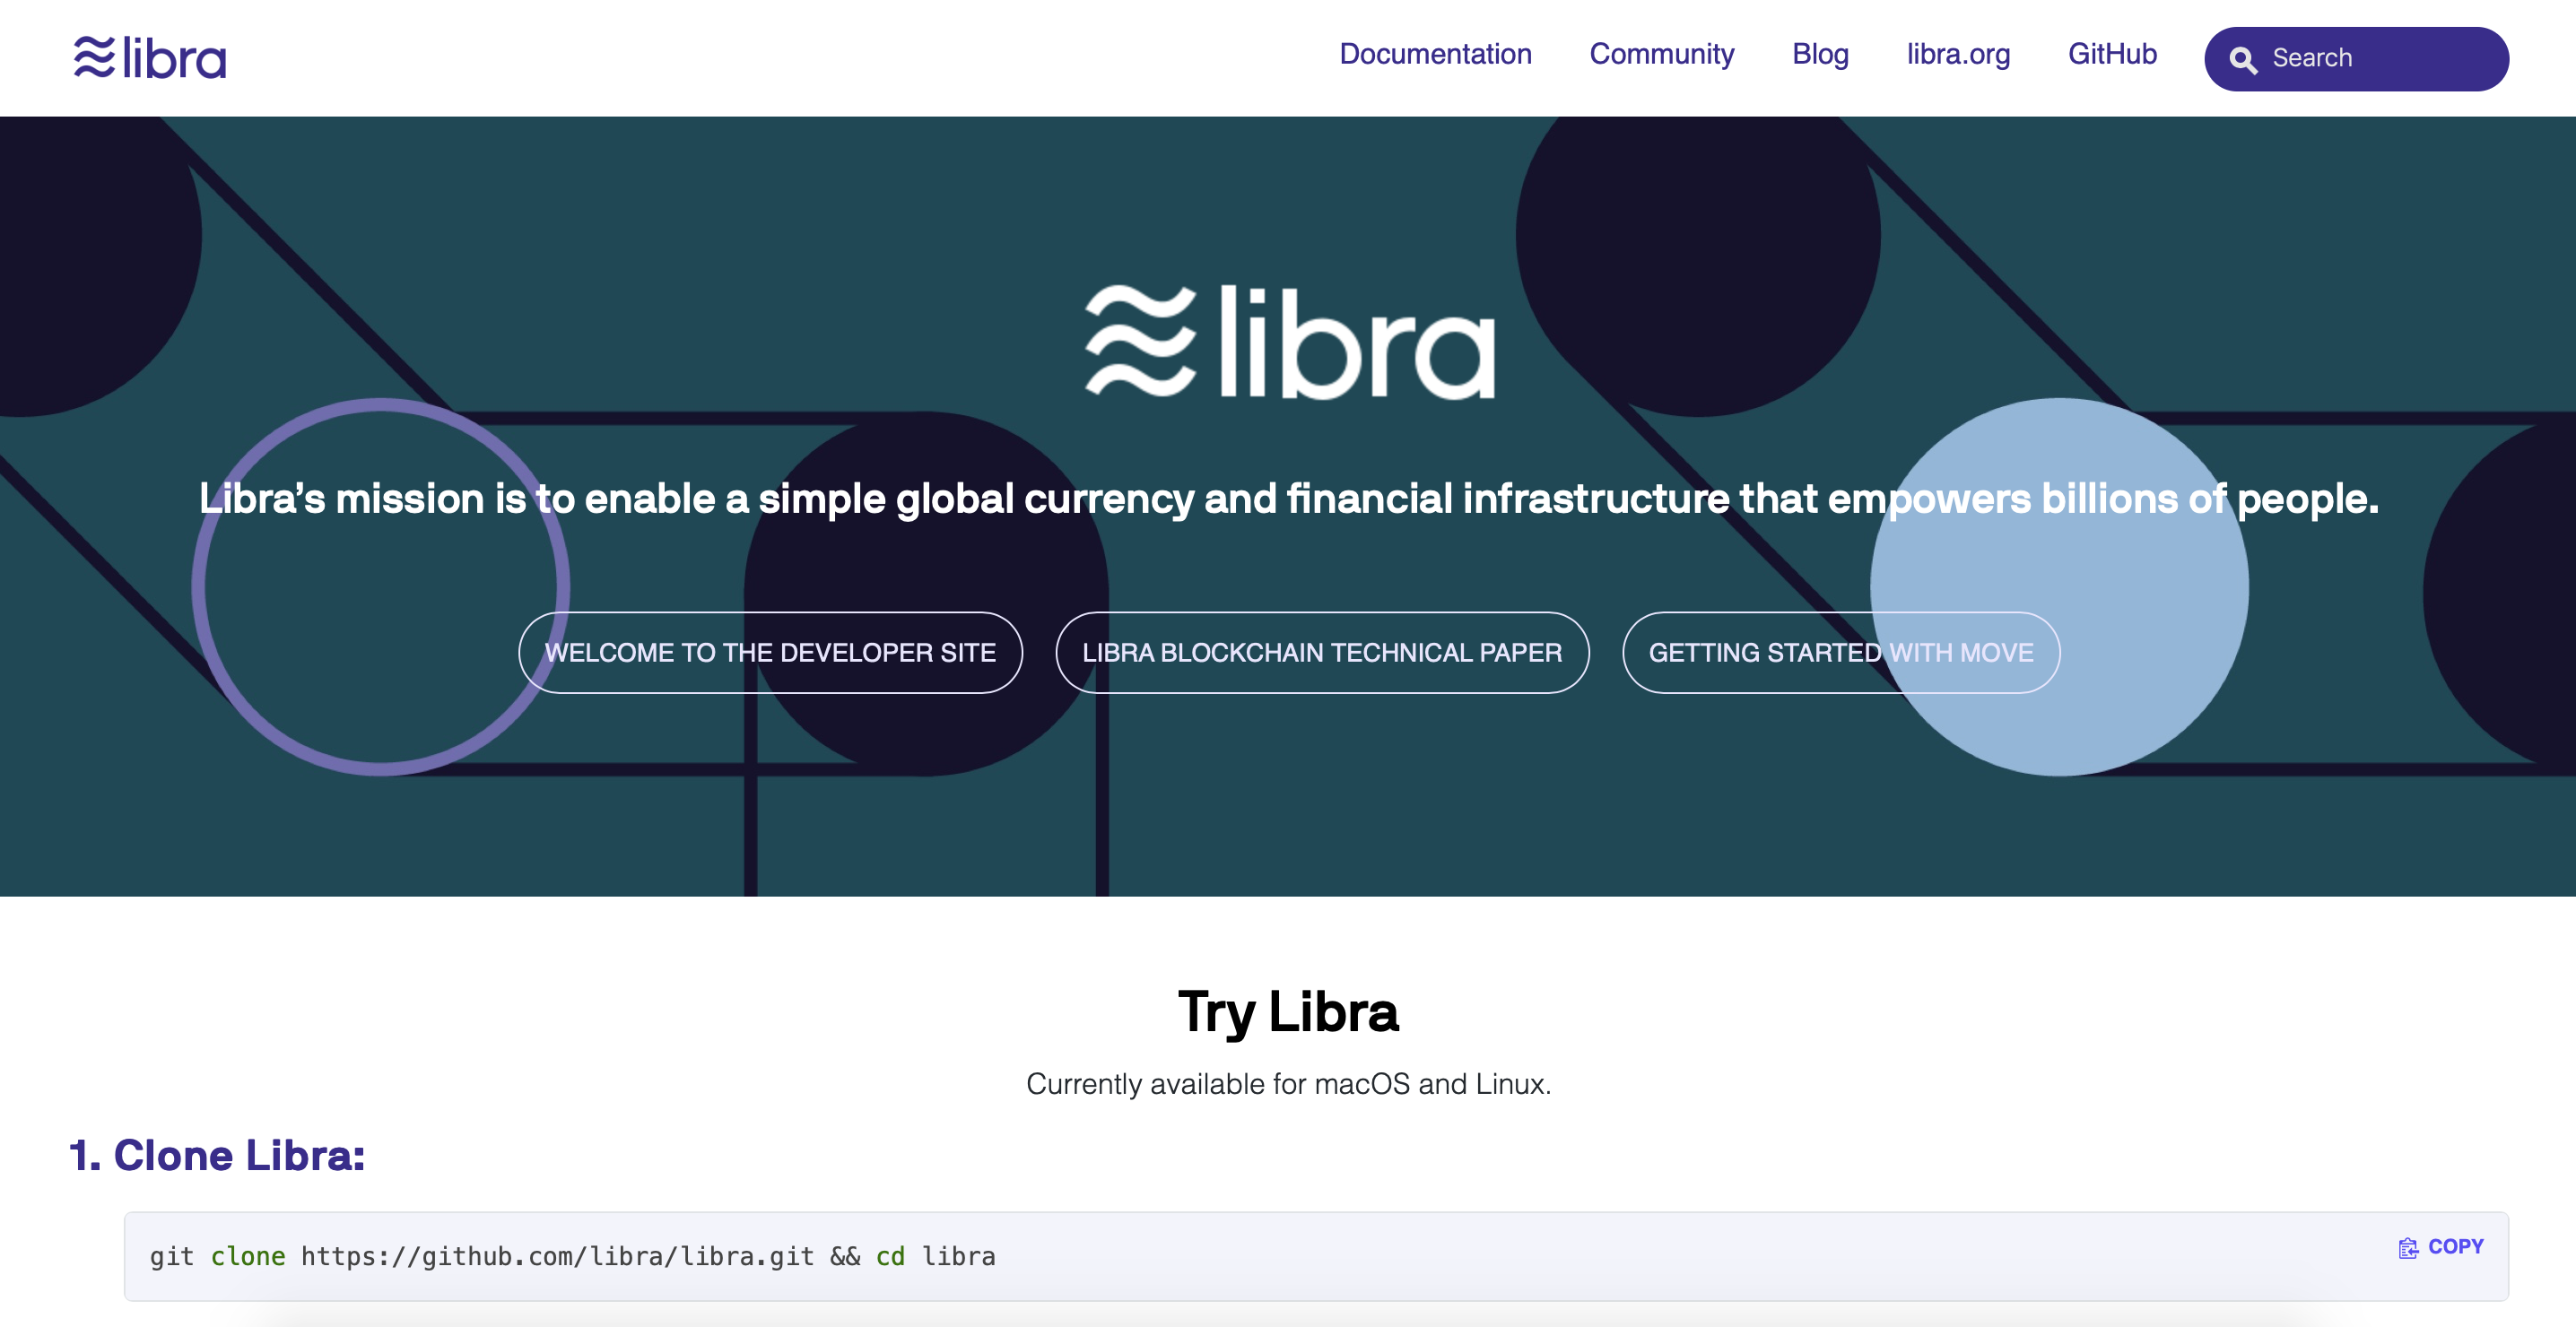 libra
Documentation Community Blog libra.org GitHub Search
libra
Libra’s mission is to enable a simple global currency and financial infrastructure that empowers billions of people.
WELCOME TO THE DEVELOPER SITE LIBRA BLOCKCHAIN TECHNICAL PAPER GETTING STARTED WITH MOVE
Try Libra
Currently available for macOS and Linux.
1. Clone Libra:
git clone https://github.com/libra/libra.git && cd libra
COPY